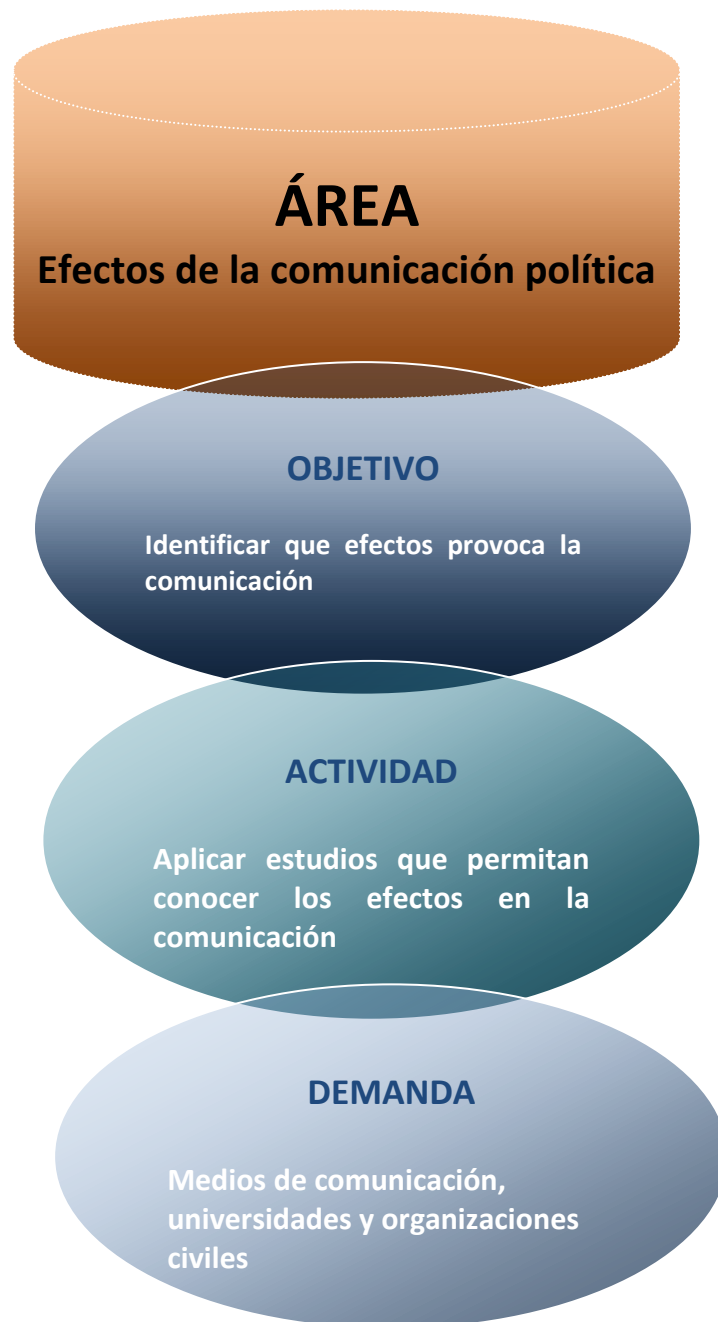 ÁREA
Efectos de la comunicación política
OBJETIVO
Identificar que efectos provoca la
comunicación
ACTIVIDAD
Aplicar estudios que permitan
conocer los efectos en la
comunicación
DEMANDA
Medios de comunicación,
universidades y organizaciones
civiles